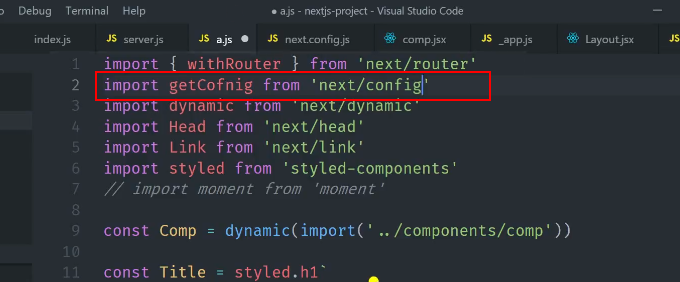 Debug Terminal Help a.js - nextjs-project - Visual Studio Code
index.js JS server.js JS a.js JS next.config.js comp.jsx JS _app.js Layout.jsx JS
1 import { withRouter } from 'next/router'
2 import getCofnig from 'next/config'
3 import dynamic from 'next/dynamic'
4 import Head from 'next/head'
5 import Link from 'next/link'
6 import styled from 'styled-components'
7 // import moment from 'moment'
8
9 const Comp = dynamic(import('../components/comp'))
10
11 const Title = styled.h1`